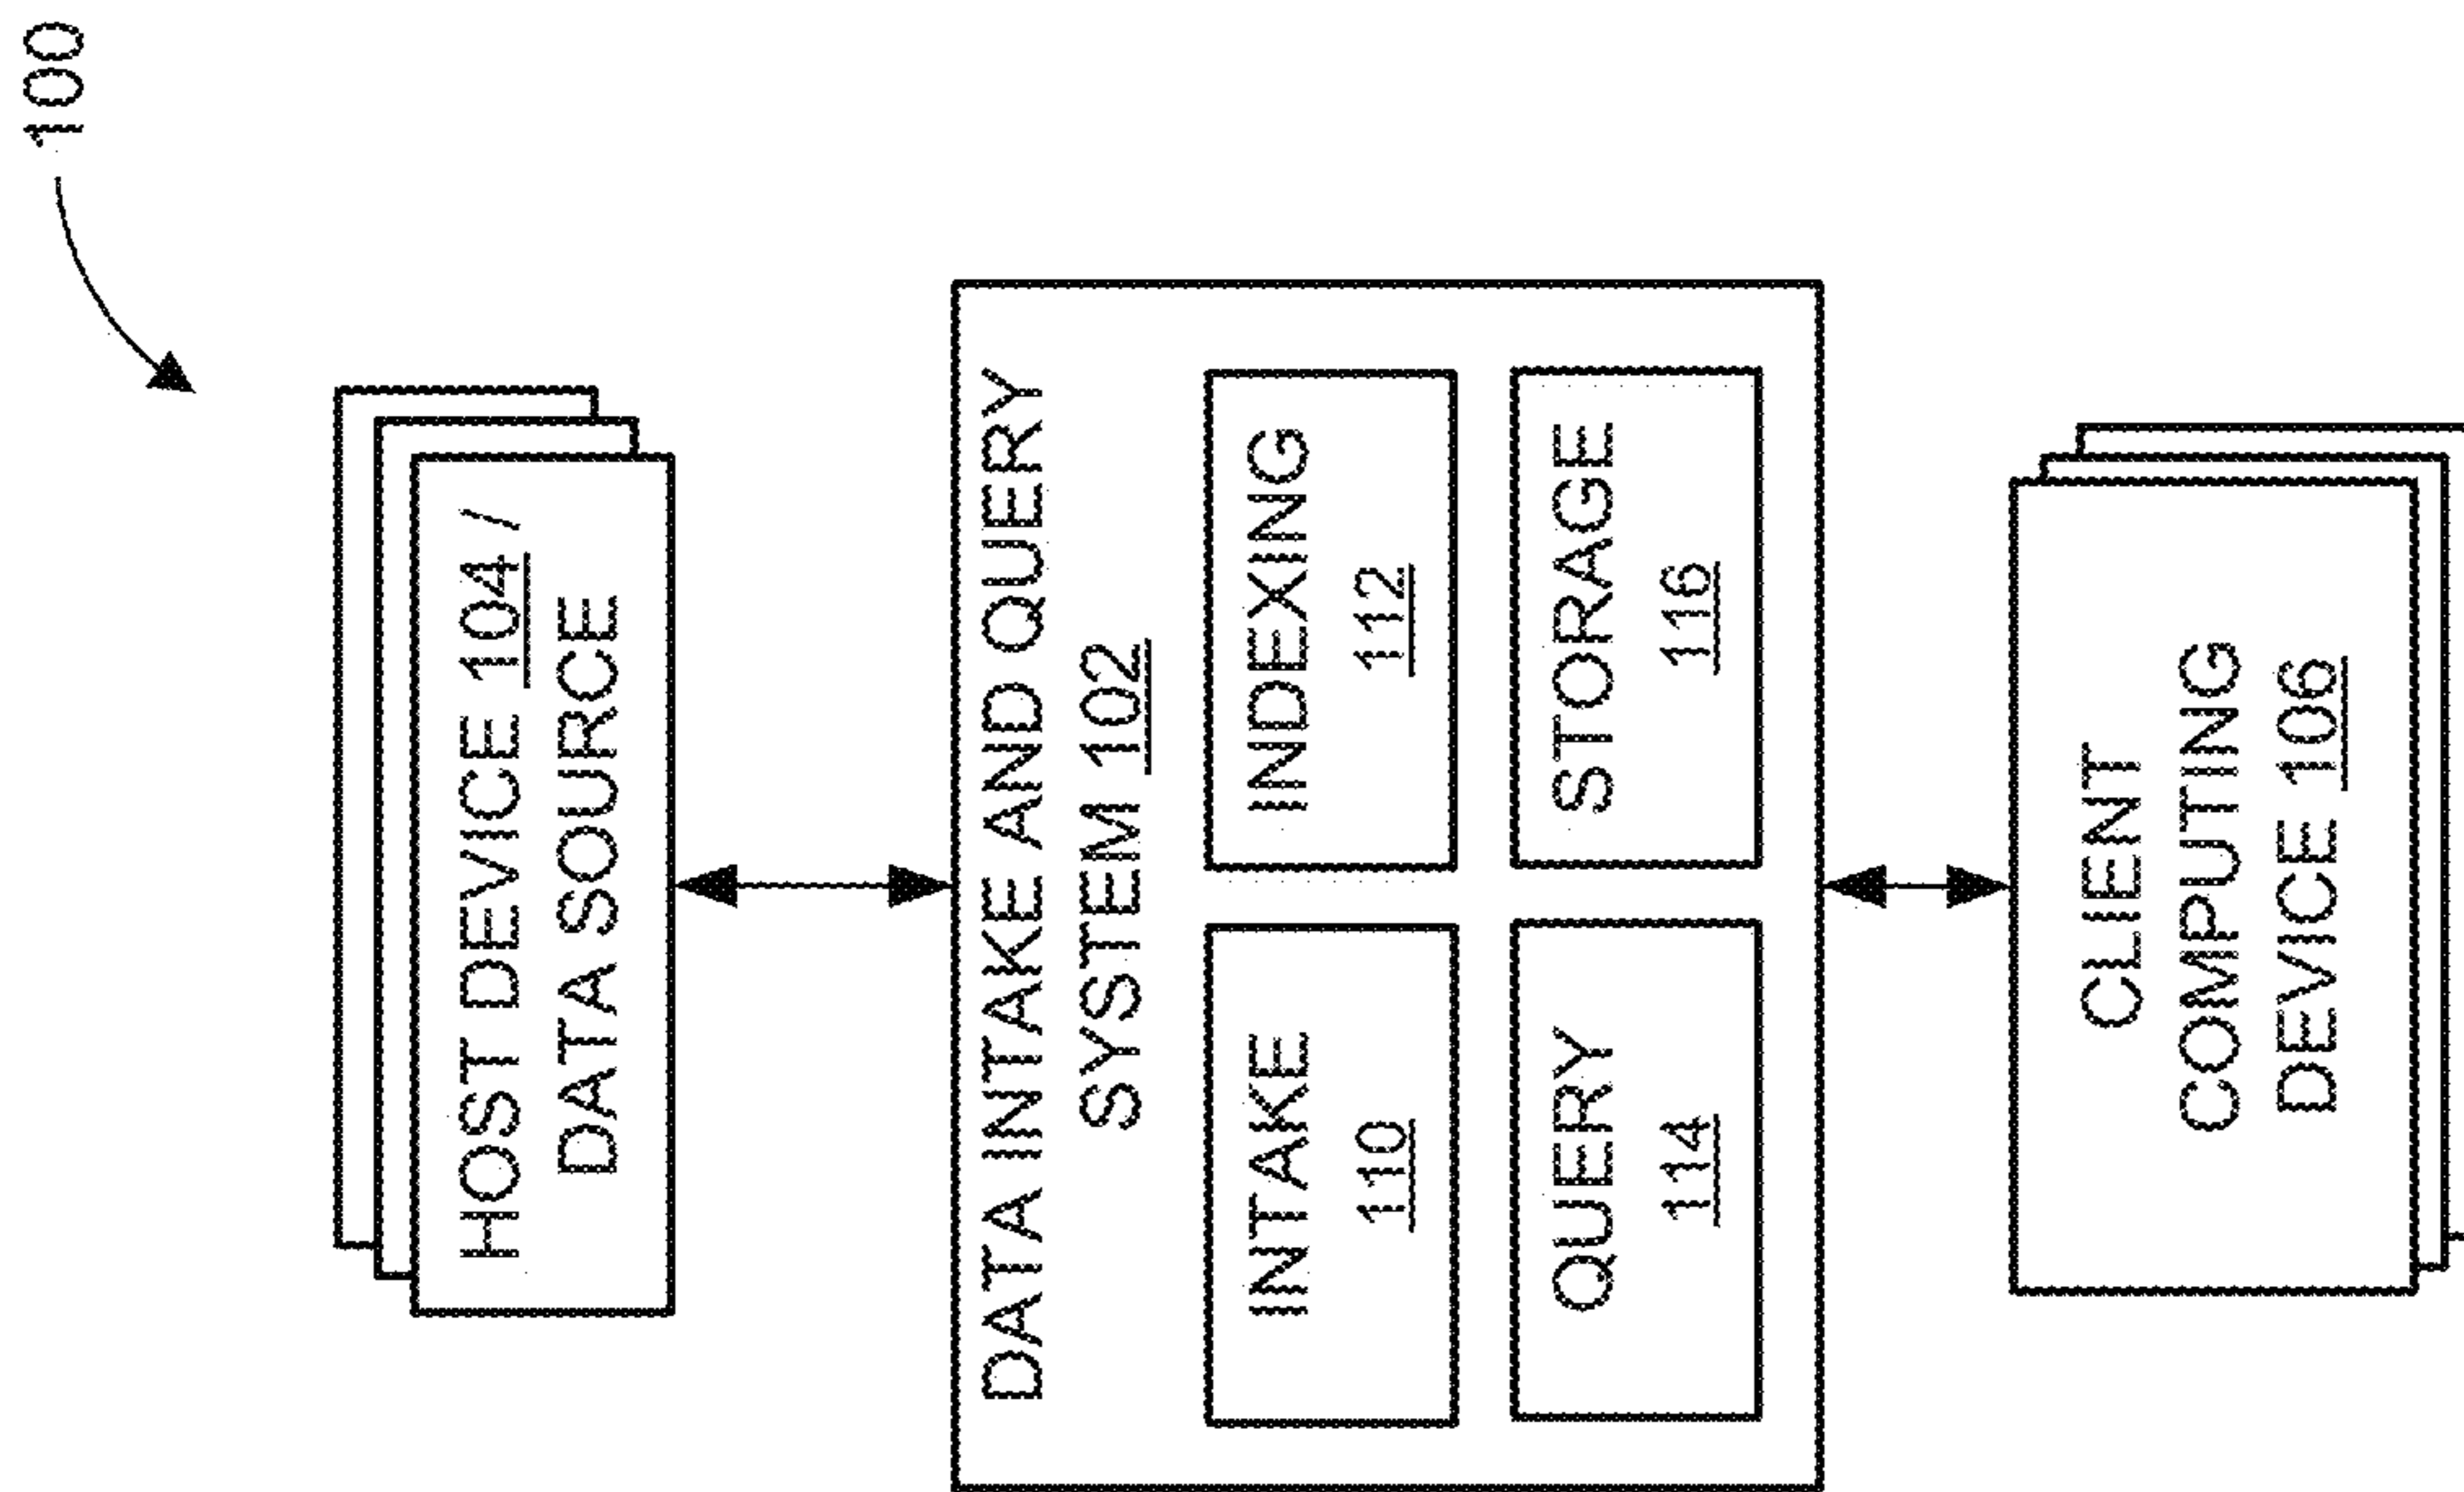 100
HOST DEVICE 104 /
DATA SOURCE
DATA INTAKE AND QUERY
SYSTEM 102
INTAKE
110
INDEXING
112
QUERY
114
STORAGE
116
CLIENT
COMPUTING
DEVICE 106